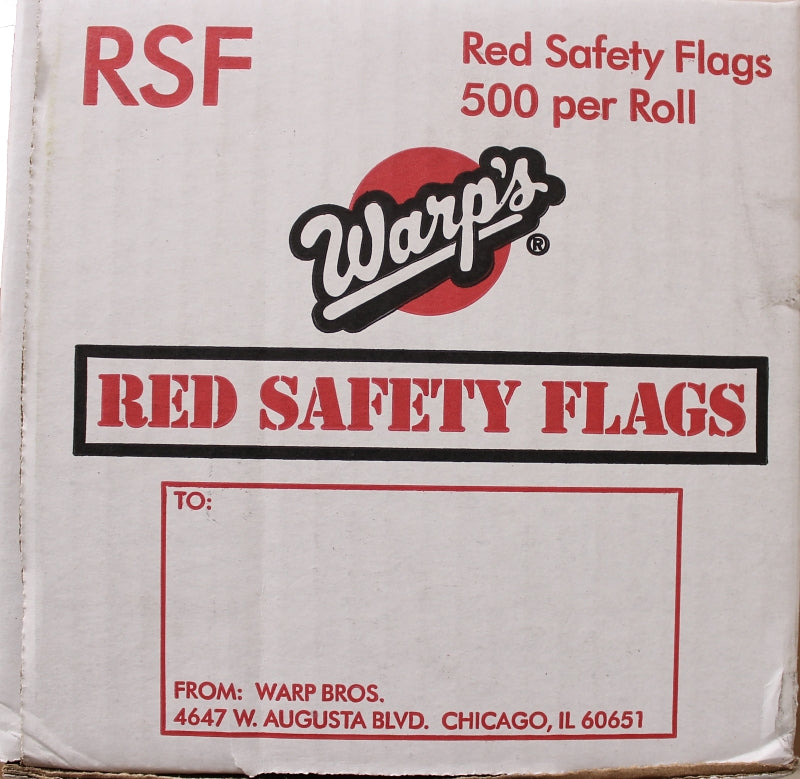 RSF
Red Safety Flags
500 per Roll
Warp's®
RED SAFETY FLAGS
TO:
FROM: WARP BROS.
4647 W. AUGUSTA BLVD. CHICAGO, IL 60651